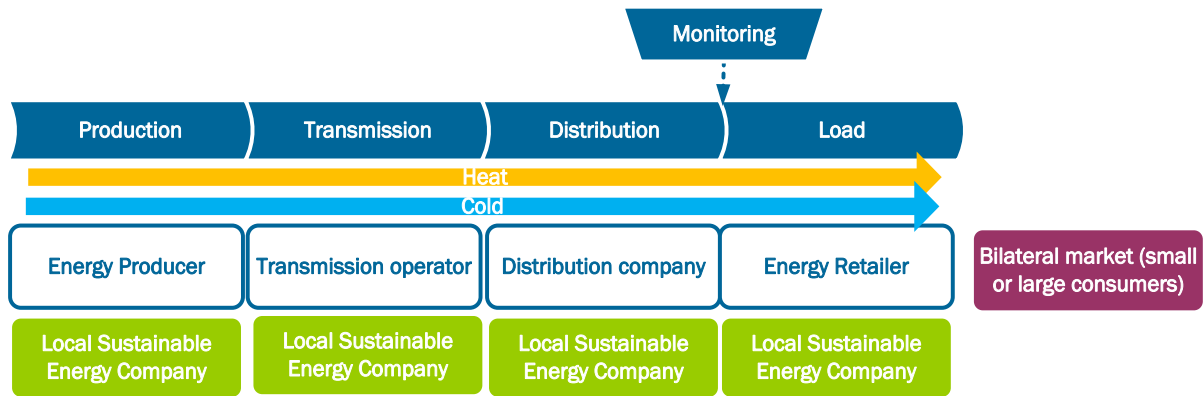 Monitoring
Production
Transmission
Distribution
Load
Heat
Cold
Energy Producer
Transmission operator
Distribution company
Energy Retailer
Bilateral market (small
or large consumers)
Local Sustainable
Energy Company
Local Sustainable
Energy Company
Local Sustainable
Energy Company
Local Sustainable
Energy Company